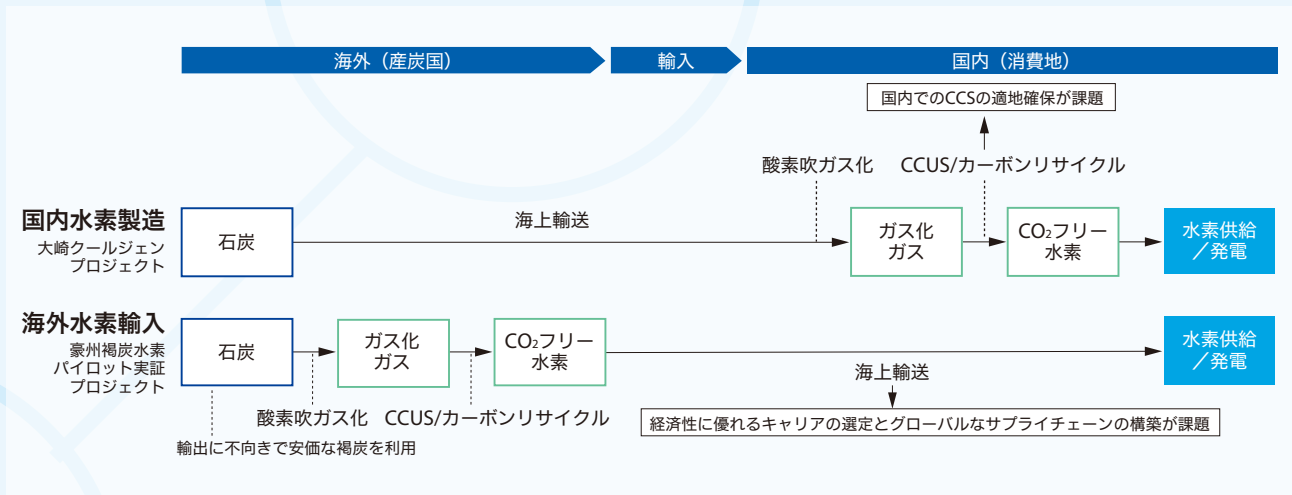 海外（産炭国）
輸入
国内（消費地）
国内でのCCSの適地確保が課題
酸素吹ガス化
CCUS/カーボンリサイクル
国内水素製造
大崎クールジェン
プロジェクト
石炭
海上輸送
ガス化
ガス
CO₂フリー
水素
水素供給
／発電
海外水素輸入
豪州褐炭水素
パイロット実証
プロジェクト
石炭
ガス化
ガス
CO₂フリー
水素
水素供給
／発電
海上輸送
酸素吹ガス化
CCUS/カーボンリサイクル
経済性に優れるキャリアの選定とグローバルなサプライチェーンの構築が課題
輸出に不向きで安価な褐炭を利用